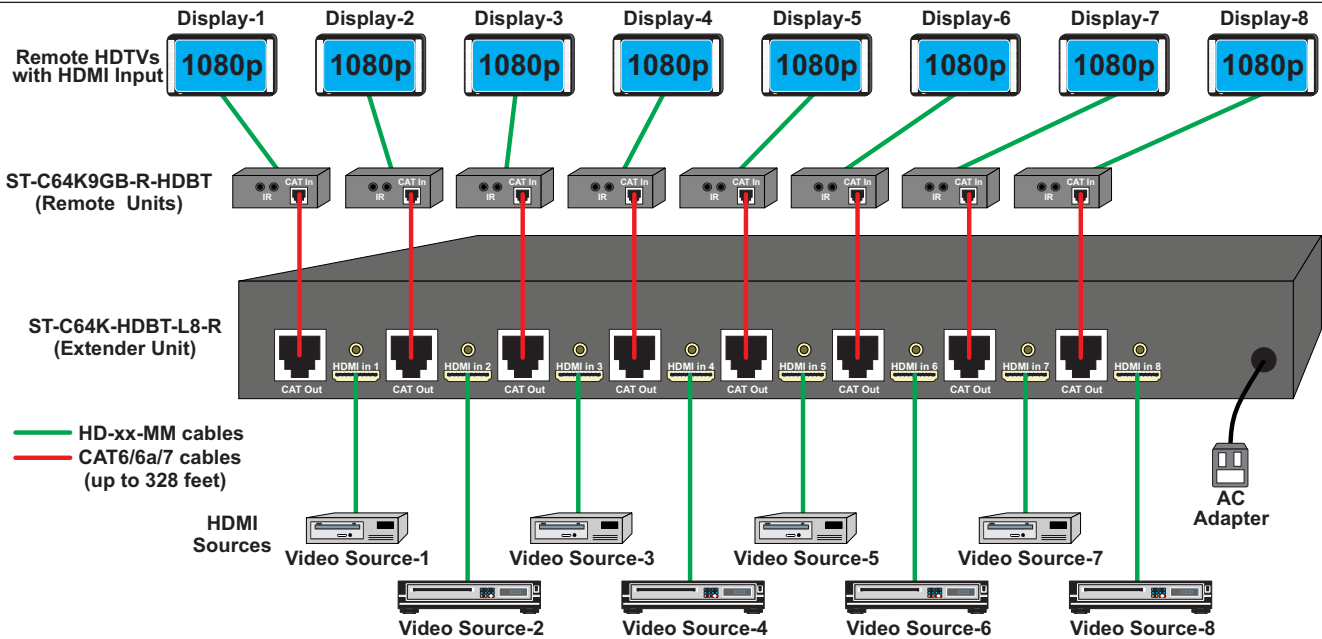 Display-1 Display-2 Display-3 Display-4 Display-5 Display-6 Display-7 Display-8
Remote HDTVs
with HDMI Input
1080p 1080p 1080p 1080p 1080p 1080p 1080p 1080p
ST-C64K9GB-R-HDBT
(Remote Units)
CAT In CAT In CAT In CAT In CAT In CAT In CAT In CAT In
IR IR IR IR IR IR IR IR
ST-C64K-HDBT-L8-R
(Extender Unit)
HDMI in 1 HDMI in 2 HDMI in 3 HDMI in 4 HDMI in 5 HDMI in 6 HDMI in 7 HDMI in 8
CAT Out CAT Out CAT Out CAT Out CAT Out CAT Out CAT Out CAT Out
HD-xx-MM cables
CAT6/6a/7 cables
(up to 328 feet)
AC
Adapter
HDMI
Sources
Video Source-1 Video Source-3 Video Source-5 Video Source-7
Video Source-2 Video Source-4 Video Source-6 Video Source-8